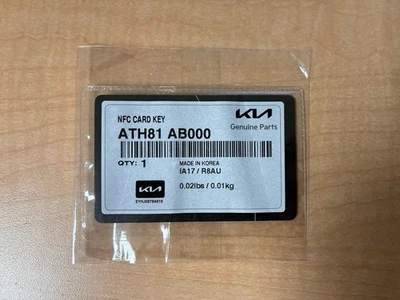 NFC CARD KEY
KIA
Genuine Parts
ATH81 AB000
QTY: 1
MADE IN KOREA
IA17 / R8AU
KIA
0.02lbs / 0.01kg